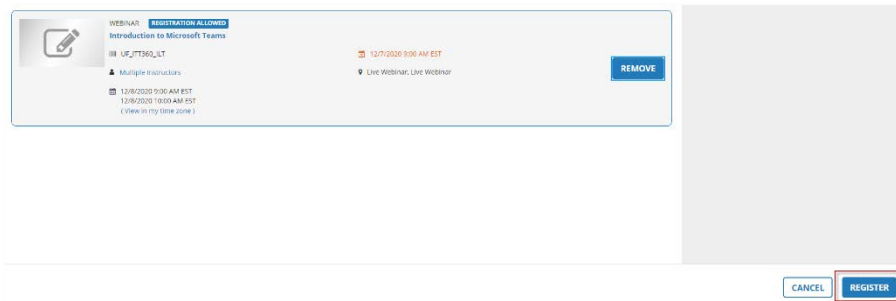 WEBINAR REGISTRATION ALLOWED
Introduction to Microsoft Teams
UF_ITT360_ILT
12/7/2020 9:00 AM EST
Multiple Instructors
Live Webinar, Live Webinar
REMOVE
12/8/2020 9:00 AM EST
12/8/2020 10:00 AM EST
( View in my time zone )
CANCEL
REGISTER